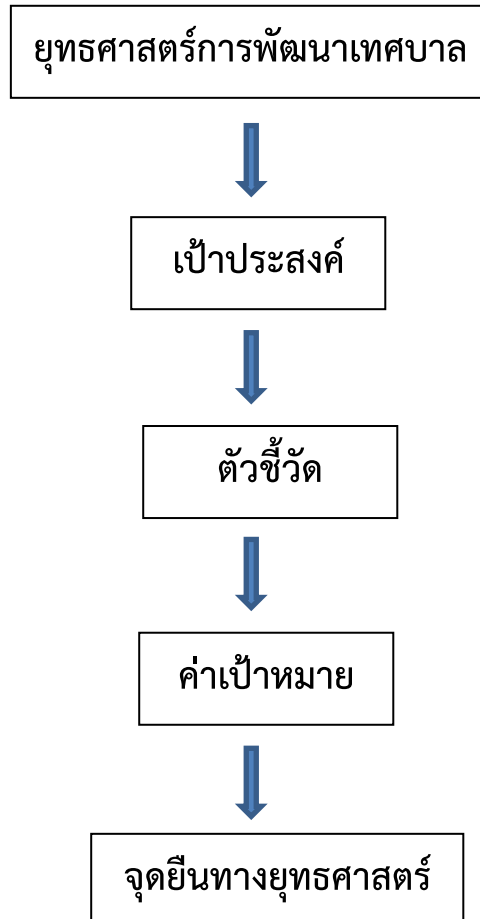 ยุทธศาสตร์การพัฒนาเทศบาล
เป้าประสงค์
ตัวชี้วัด
ค่าเป้าหมาย
จุดยืนทางยุทธศาสตร์